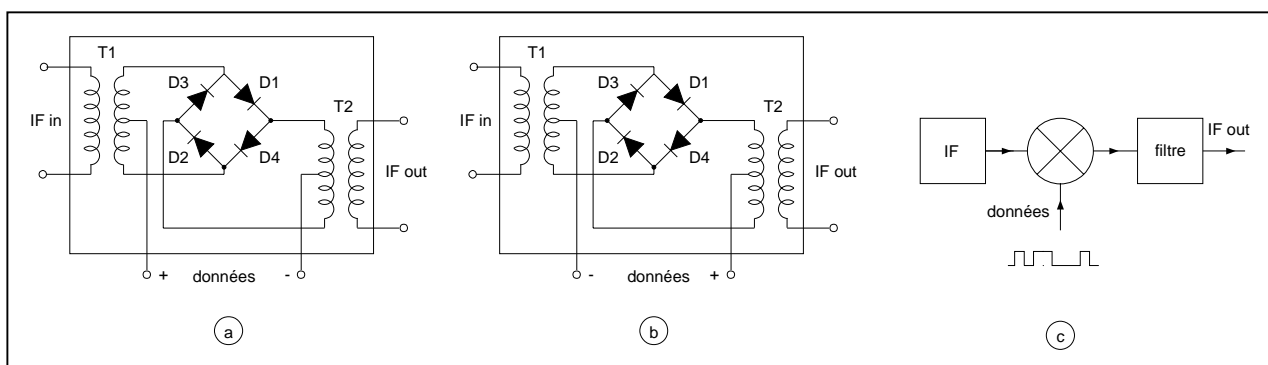 T1
D3
D1
T2
IF in
D2
D4
IF out
+ données -
a
T1
D3
D1
T2
IF in
D2
D4
IF out
- données +
b
IF
filtre
IF out
données
c